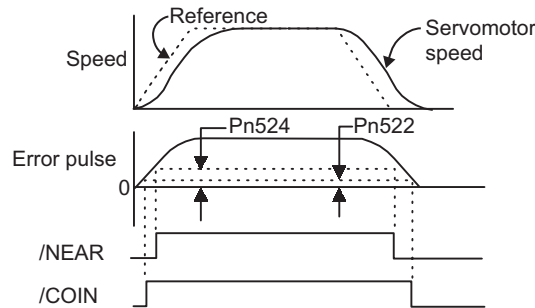 Reference
Speed
Servomotor
speed
Pn524
Pn522
Error pulse
0
/NEAR
/COIN